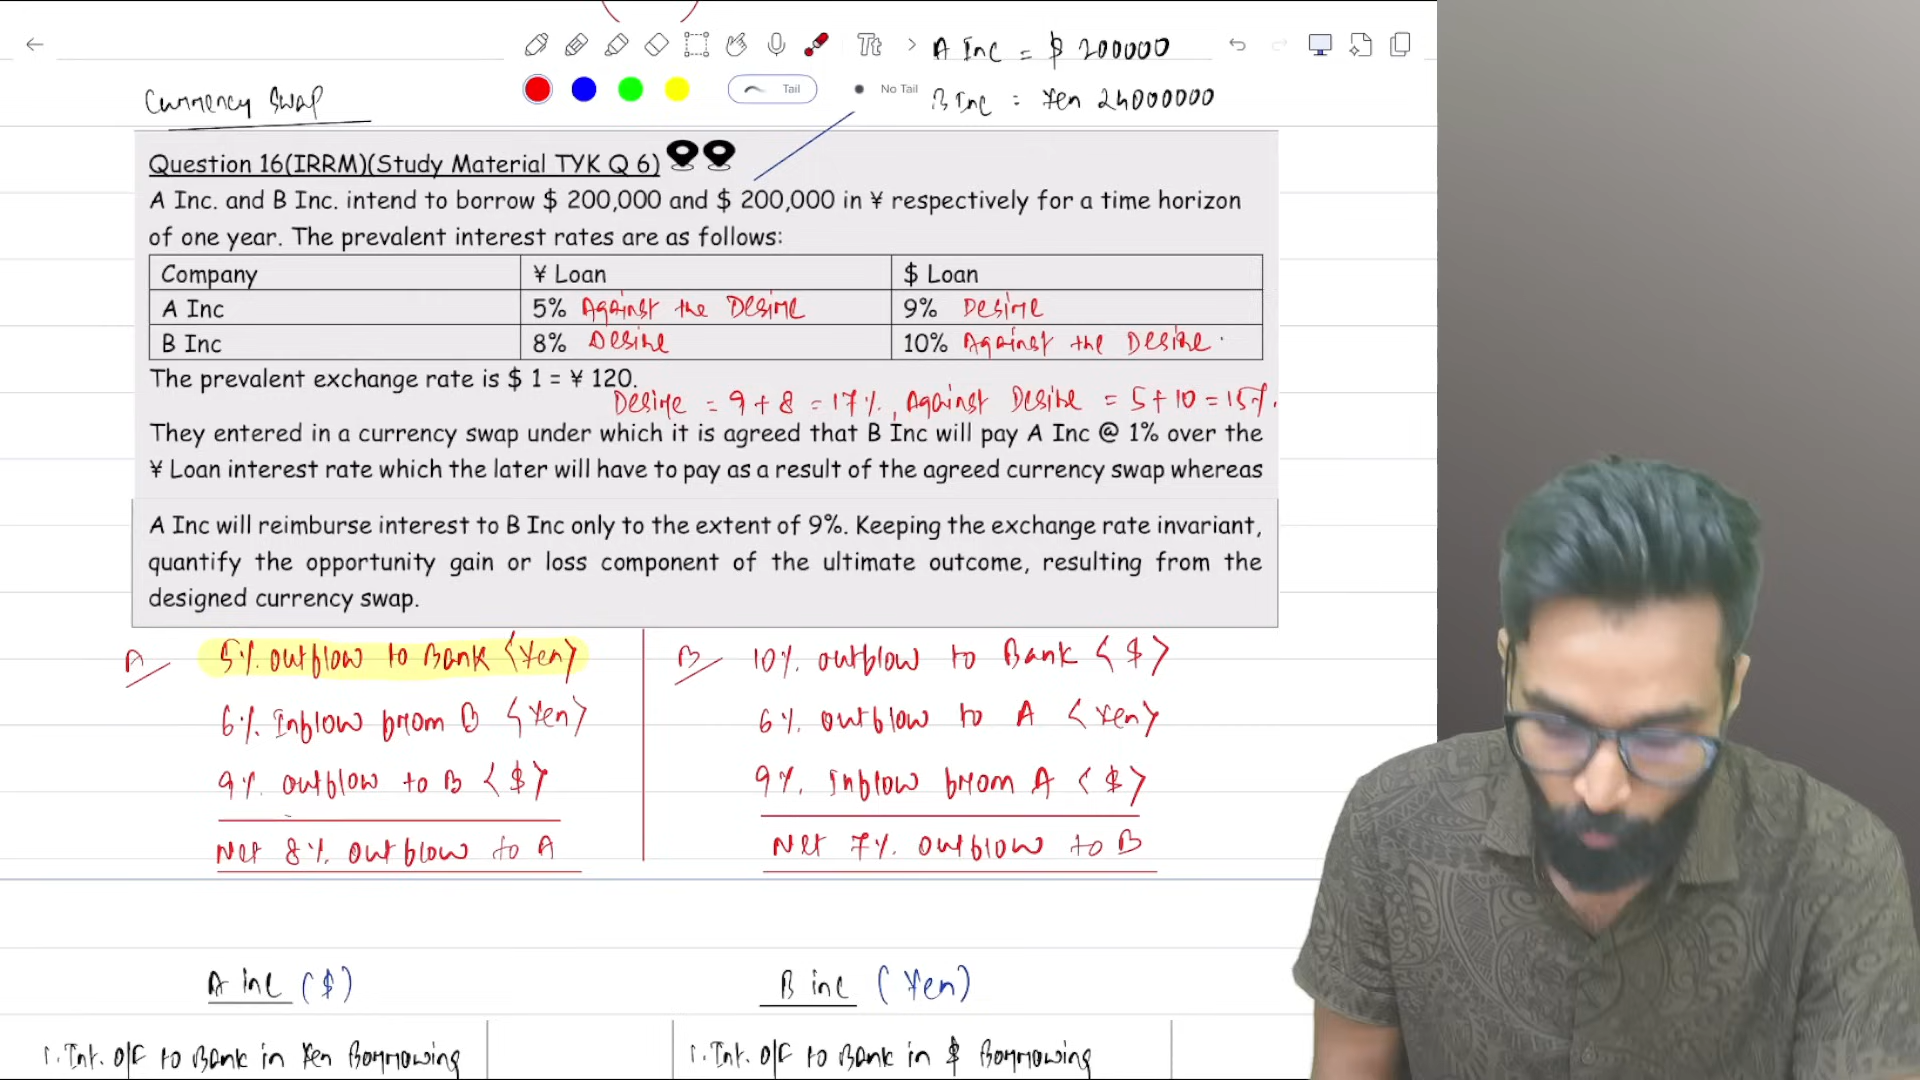 A Inc = $ 200000
Tail
No Tail
B Inc = Yen 24000000
Currency Swap
Question 16(IRRM)(Study Material TYK Q 6)
A Inc. and B Inc. intend to borrow $ 200,000 and $ 200,000 in ¥ respectively for a time horizon
of one year. The prevalent interest rates are as follows:
Company ¥ Loan $ Loan
A Inc 5% Against the Desire 9% Desire
B Inc 8% Desire 10% Against the Desire
The prevalent exchange rate is $ 1 = ¥ 120.
Desire = 9 + 8 = 17%, Against Desire = 5 + 10 = 15%.
They entered in a currency swap under which it is agreed that B Inc will pay A Inc @ 1% over the
¥ Loan interest rate which the later will have to pay as a result of the agreed currency swap whereas
A Inc will reimburse interest to B Inc only to the extent of 9%. Keeping the exchange rate invariant,
quantify the opportunity gain or loss component of the ultimate outcome, resulting from the
designed currency swap.
A 5% outflow to Bank <Yen>
6% Inflow from B <Yen>
9% outflow to B <$>
Net 8% outflow to A
B 10% outflow to Bank <$>
6% outflow to A <Yen>
9% Inflow from A <$>
Net 7% outflow to B
A Inc ($)
B inc (Yen)
1. Int. O/F to Bank in Yen Borrowing
1. Int. O/F to Bank in $ Borrowing